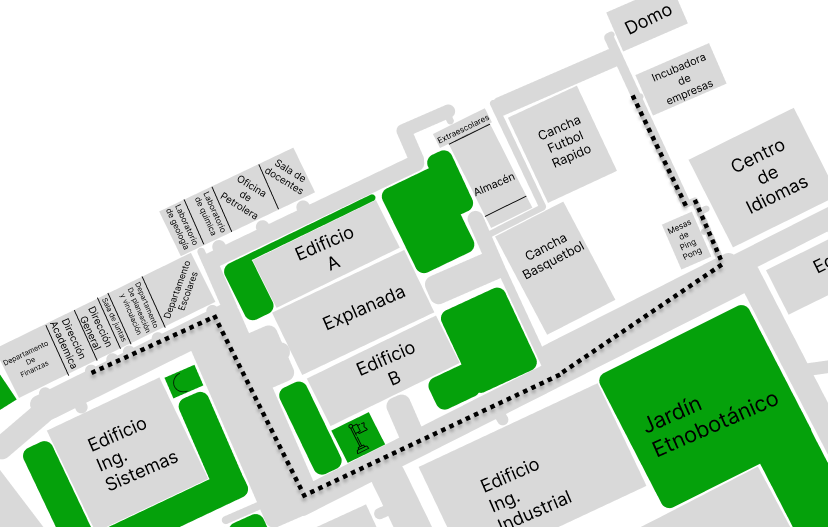 Domo
Incubadora
de
empresas
Extraescolares
Cancha
Futbol
Rapido
Centro
de
Idiomas
Almacén
Sala de
docentes
Oficina
de
Petrolera
Laboratorio
de quimica
Laboratorio
de geología
Mesas
de
Ping
Pong
Edificio
A
Cancha
Basquetbol
Departamento
Escolares
Departamento
De planeación
y vinculación
Sala de juntas
Dirección
General
Dirección
Academica
Departamento
De
Finanzas
Explanada
Edificio
B
Edificio
Ing.
Sistemas
Jardín
Etnobotánico
Edificio
Ing.
Industrial